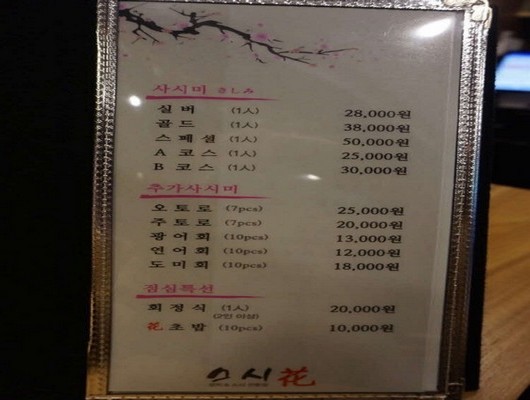 사시미
실버 (1人) 28,000원
골드 (1人) 38,000원
스페셜 (1人) 50,000원
A 코스 (1人) 25,000원
B 코스 (1人) 30,000원
추가사시미
오토로 (7pcs) 25,000원
주토로 (7pcs) 20,000원
광어회 (10pcs) 13,000원
연어회 (10pcs) 12,000원
도미회 (10pcs) 18,000원
점심특선
회정식 (1人) 20,000원
(2인 이상)
花초밥 (10pcs) 10,000원
스시花